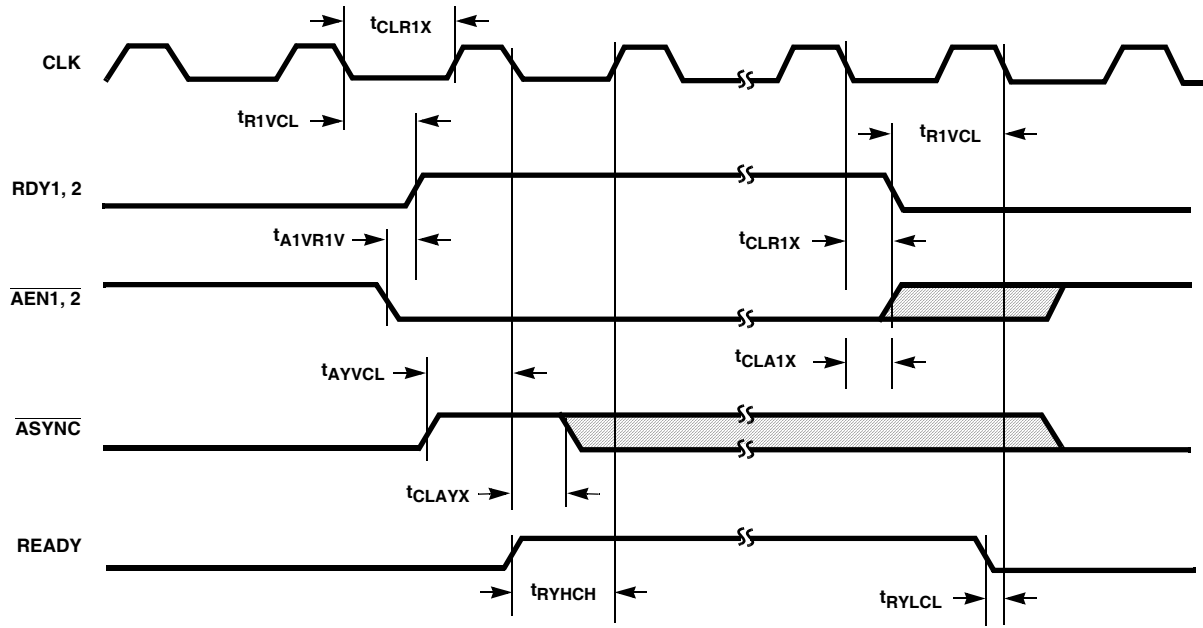 tCLR1X
CLK
tR1VCL
tR1VCL
RDY1, 2
tA1VR1V
tCLR1X
AEN1, 2
tCLA1X
tAYVCL
ASYNC
tCLAYX
READY
tRYHCH
tRYLCL